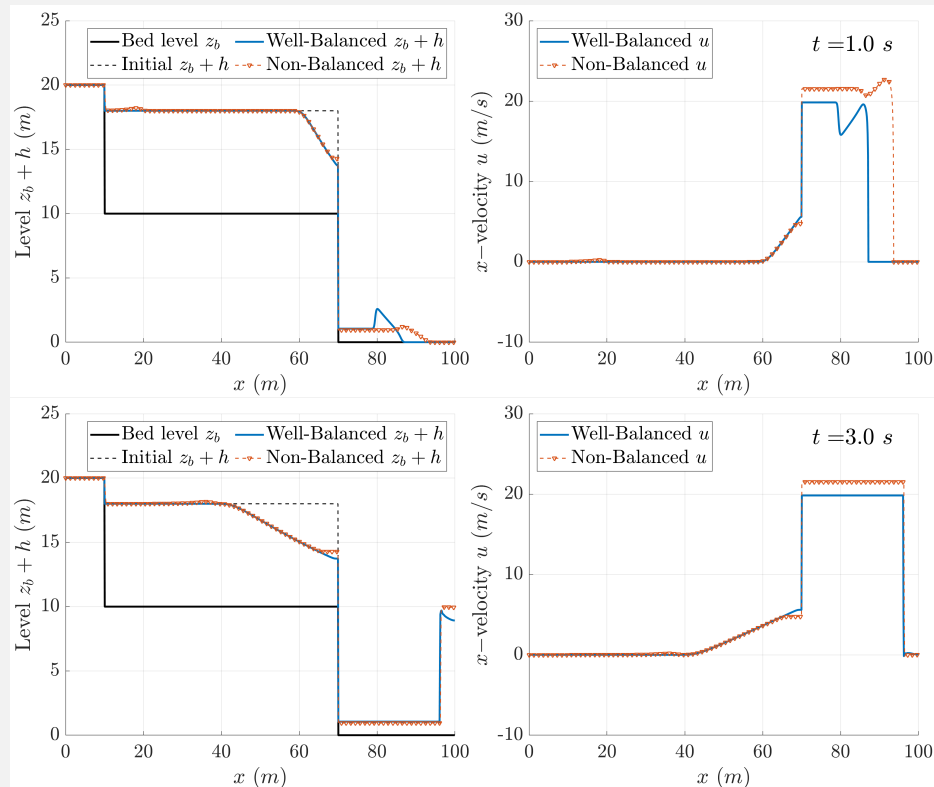 25
20
15
10
5
0
Level z_b + h (m)
Bed level z_b
Well-Balanced z_b + h
Initial z_b + h
Non-Balanced z_b + h
0 20 40 60 80 100
x (m)
30
20
10
0
-10
x−velocity u (m/s)
Well-Balanced u
Non-Balanced u
t =1.0 s
0 20 40 60 80 100
x (m)
25
20
15
10
5
0
Level z_b + h (m)
Bed level z_b
Well-Balanced z_b + h
Initial z_b + h
Non-Balanced z_b + h
0 20 40 60 80 100
x (m)
30
20
10
0
-10
x−velocity u (m/s)
Well-Balanced u
Non-Balanced u
t =3.0 s
0 20 40 60 80 100
x (m)